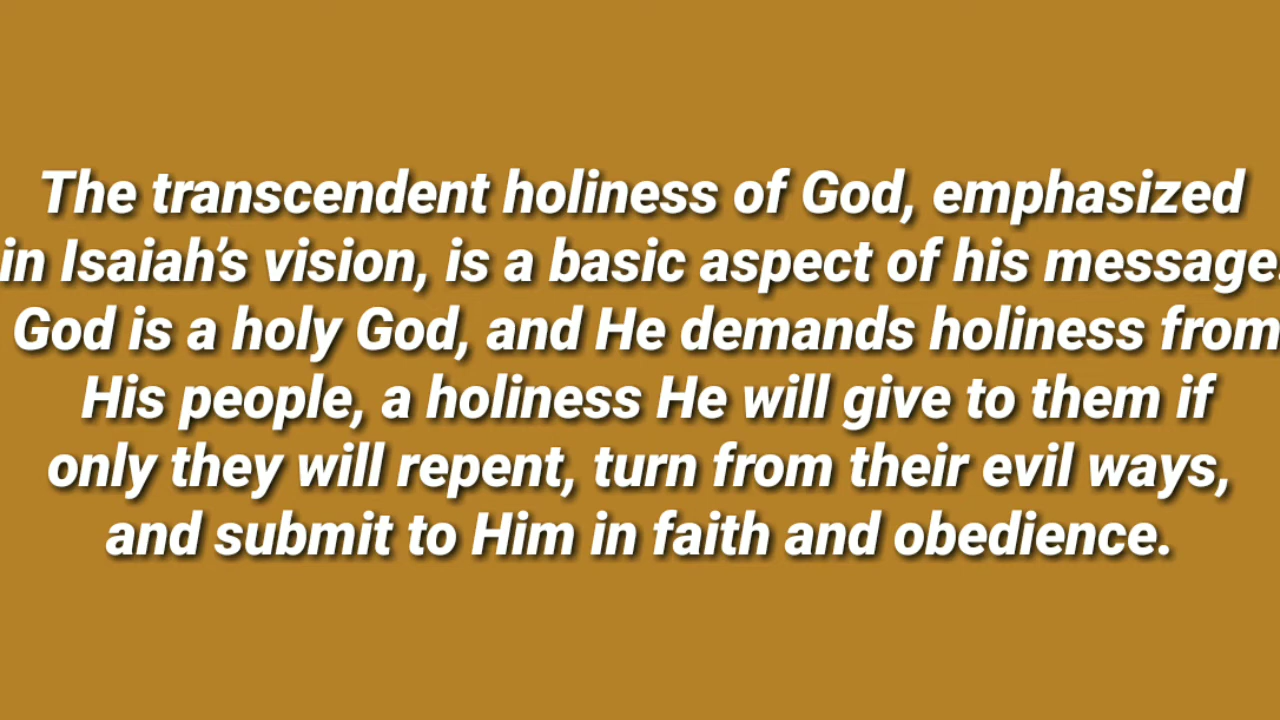 The transcendent holiness of God, emphasized
in Isaiah’s vision, is a basic aspect of his message
God is a holy God, and He demands holiness from
His people, a holiness He will give to them if
only they will repent, turn from their evil ways,
and submit to Him in faith and obedience.